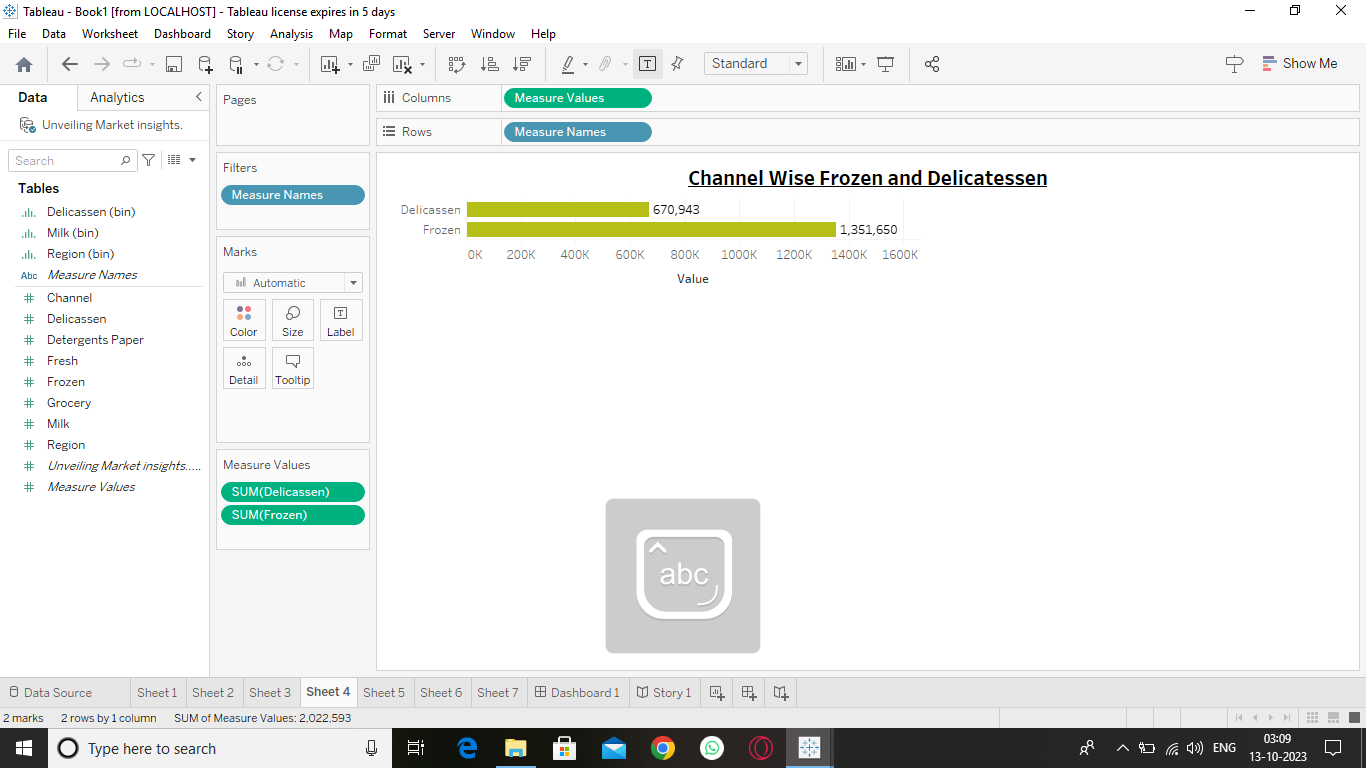 Tableau - Book1 [from LOCALHOST] - Tableau license expires in 5 days
File Data Worksheet Dashboard Story Analysis Map Format Server Window Help
Standard
Show Me
Data Analytics
Unveiling Market insights.
Search
Tables
Delicassen (bin)
Milk (bin)
Region (bin)
Abc Measure Names
Channel
Delicassen
Detergents Paper
Fresh
Frozen
Grocery
Milk
Region
Unveiling Market insights.....
Measure Values
Pages
Filters
Measure Names
Marks
Automatic
Color Size T Label
Detail Tooltip
Measure Values
SUM(Delicassen)
SUM(Frozen)
Columns Measure Values
Rows Measure Names
Channel Wise Frozen and Delicatessen
Delicassen 670,943
Frozen 1,351,650
0K 200K 400K 600K 800K 1000K 1200K 1400K 1600K
Value
abc
Data Source Sheet 1 Sheet 2 Sheet 3 Sheet 4 Sheet 5 Sheet 6 Sheet 7 Dashboard 1 Story 1
2 marks 2 rows by 1 column SUM of Measure Values: 2,022,593
Type here to search
ENG
03:09
13-10-2023